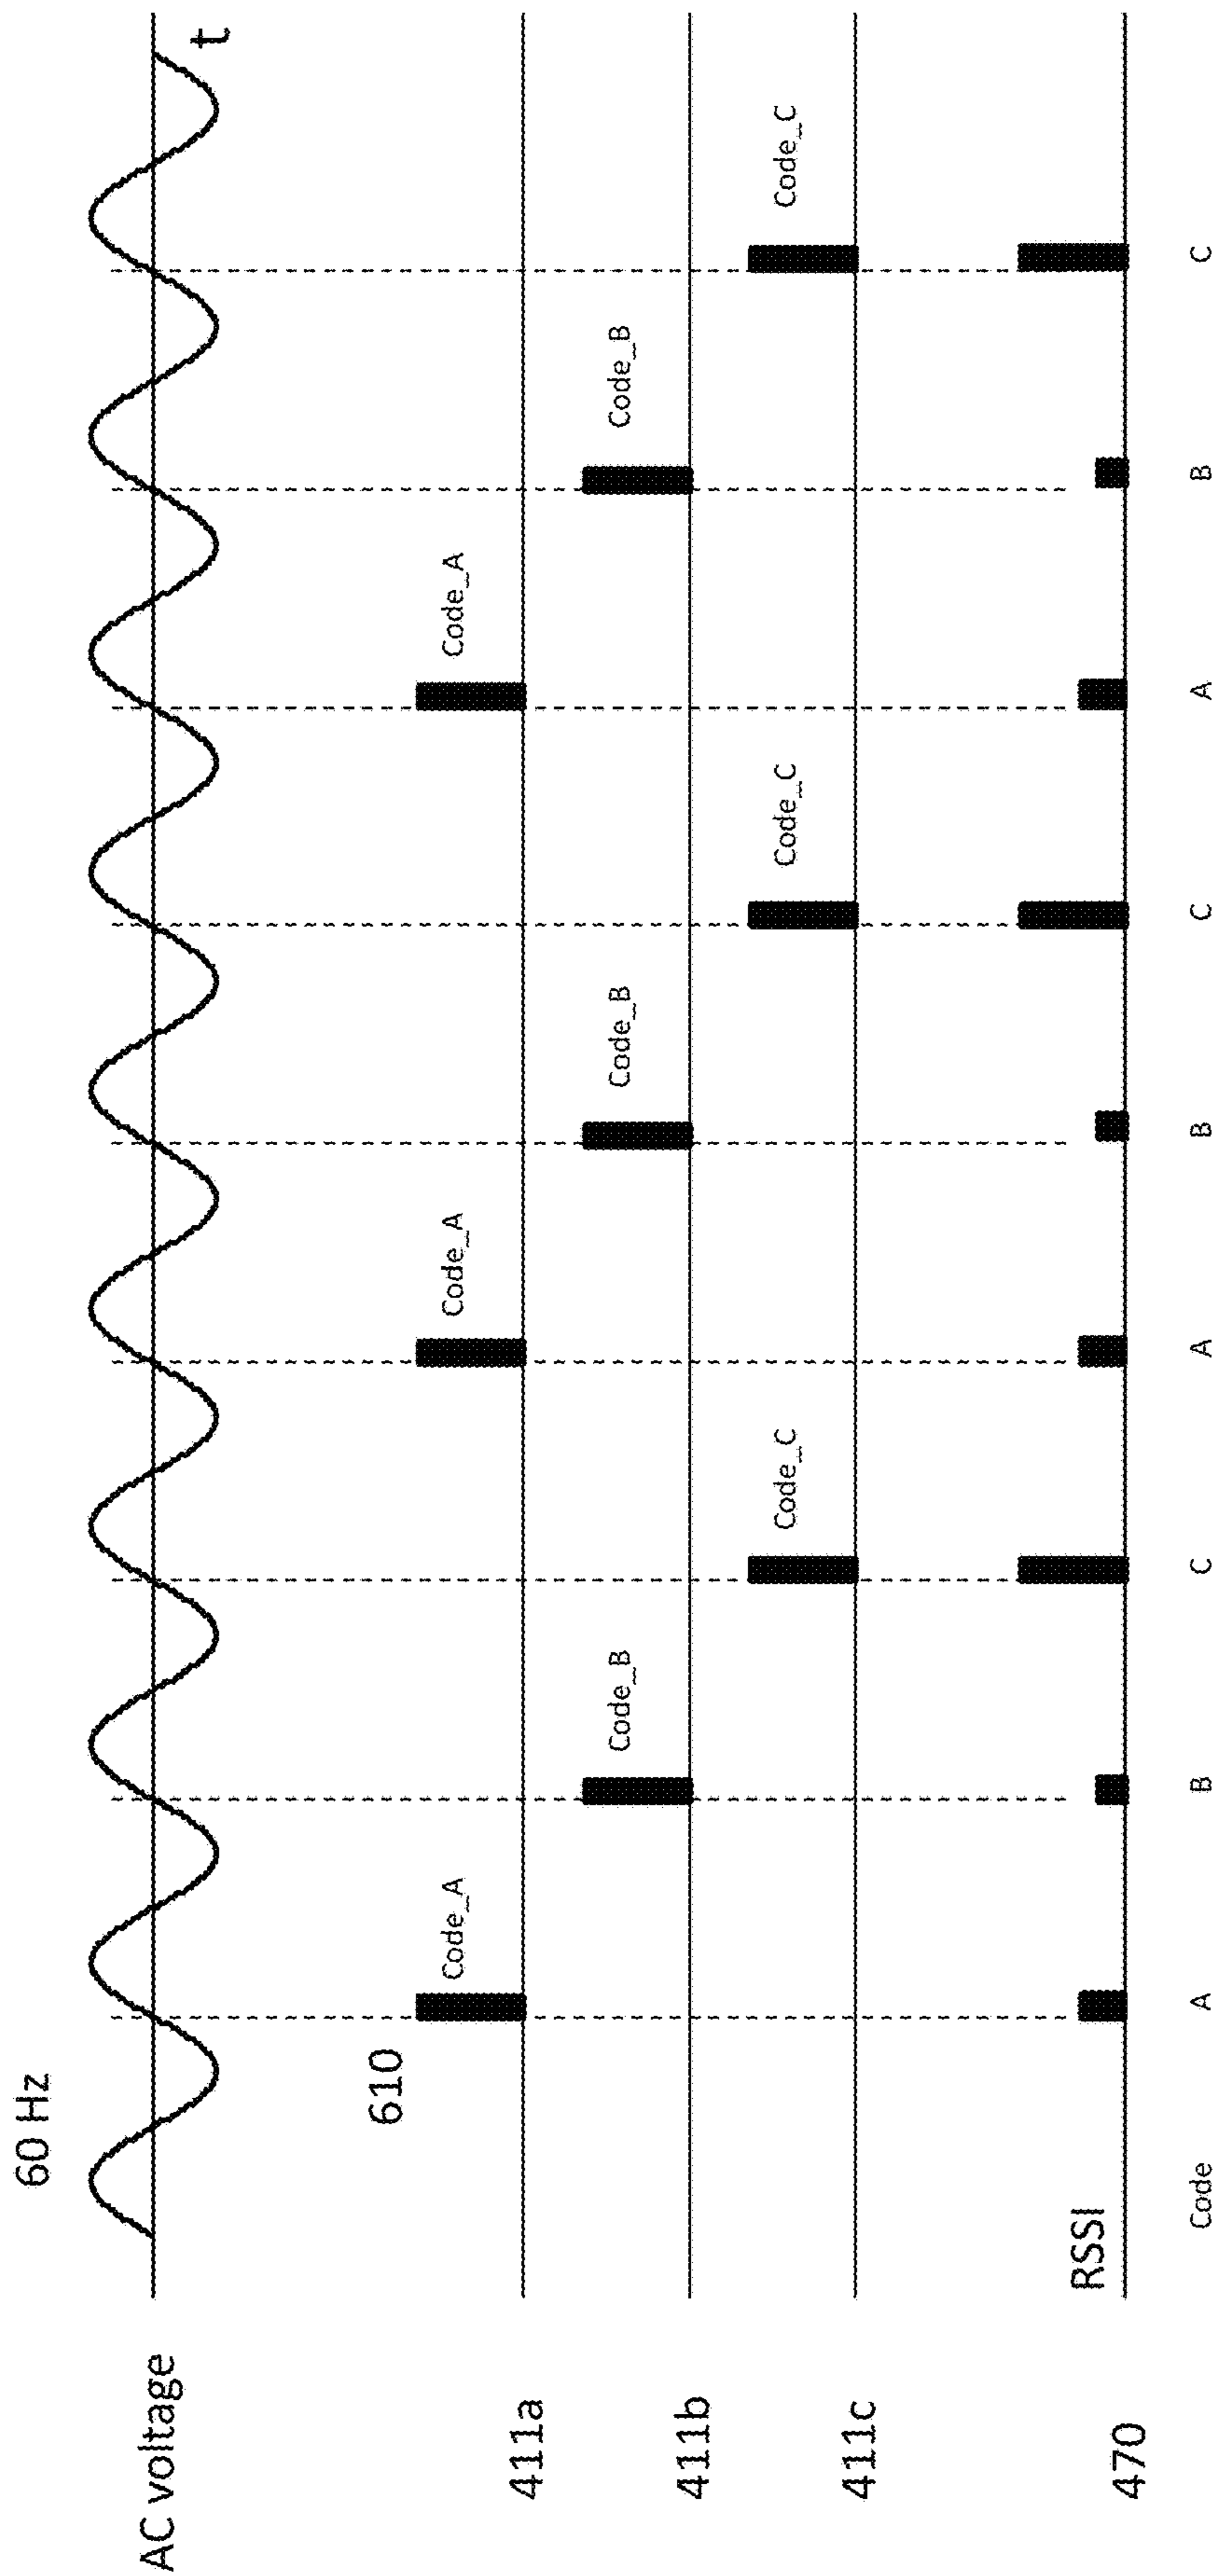 60 Hz
AC voltage
t
610
Code_A
Code_A
Code_A
411a
Code_B
Code_B
Code_B
411b
Code_C
Code_C
Code_C
411c
RSSI
470
Code A B C A B C A B C